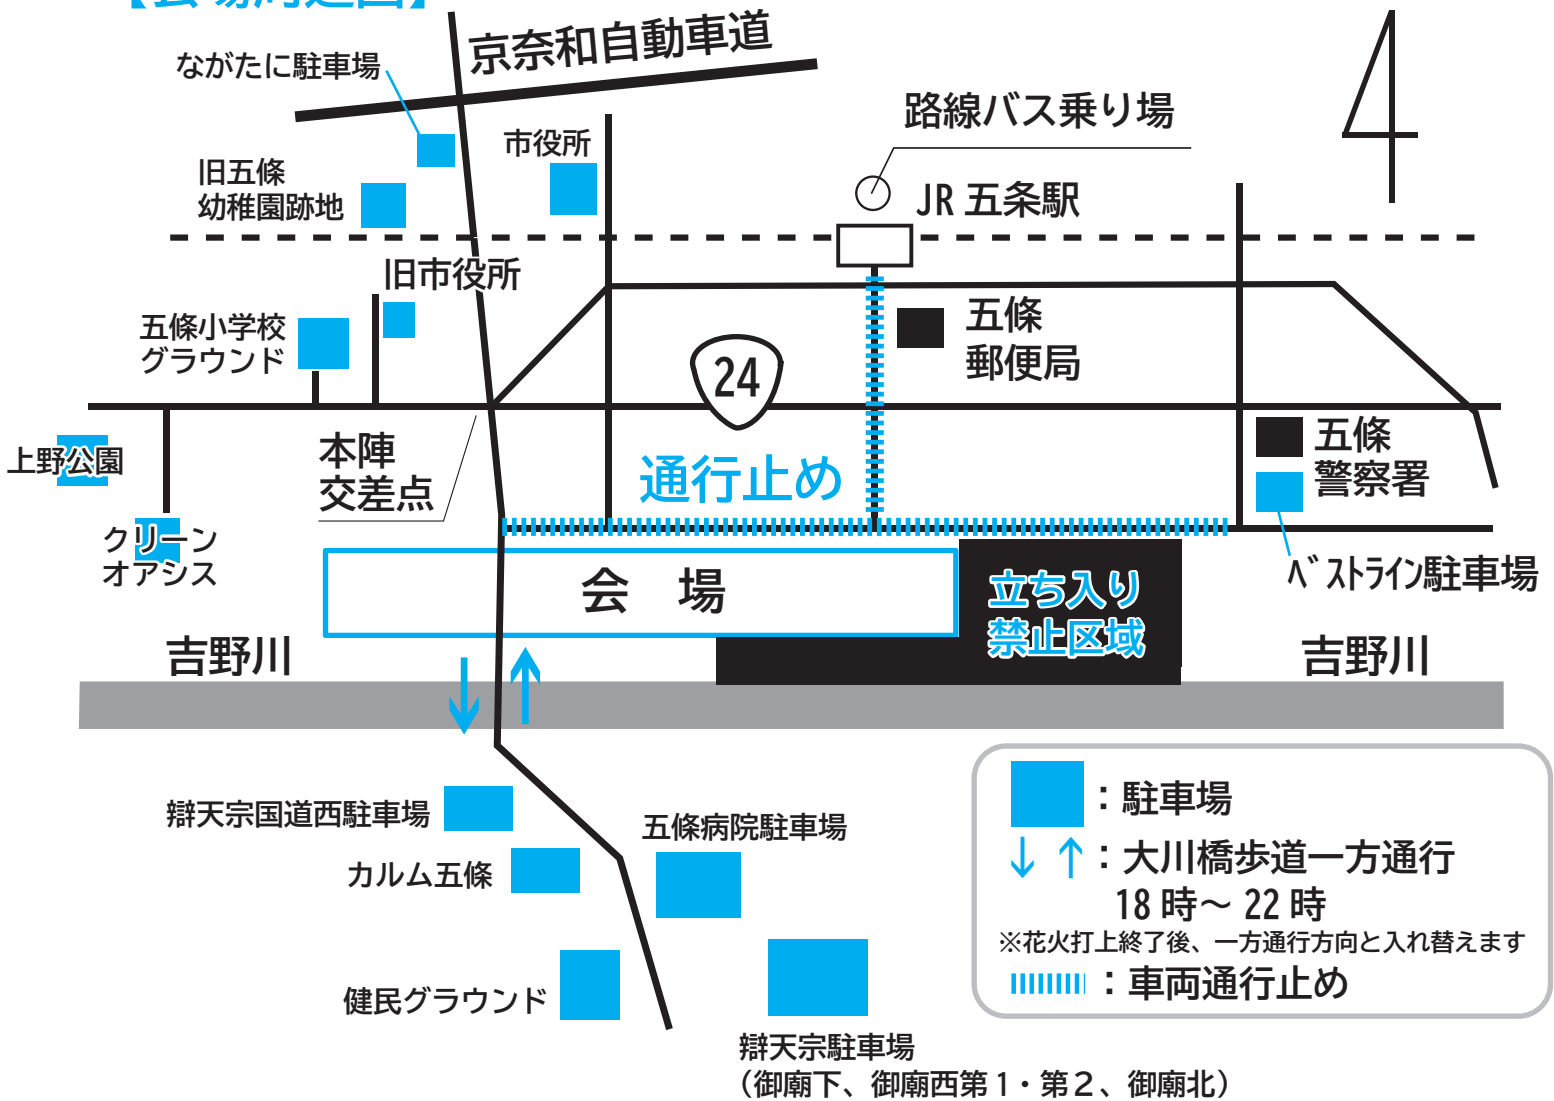 【会場周辺図】
京奈和自動車道
ながたに駐車場
路線バス乗り場
市役所
旧五條
幼稚園跡地
JR 五条駅
旧市役所
五條小学校
グラウンド
24
五條
郵便局
上野公園
本陣
交差点
通行止め
五條
警察署
クリーン
オアシス
会 場
立ち入り
禁止区域
ベストライン駐車場
吉野川
吉野川
辯天宗国道西駐車場
五條病院駐車場
カルム五條
健民グラウンド
辯天宗駐車場
(御廟下、御廟西第1・第2、御廟北)
:駐車場
↓ ↑ :大川橋歩道一方通行
18 時~ 22 時
※花火打上終了後、一方通行方向と入れ替えます
:車両通行止め